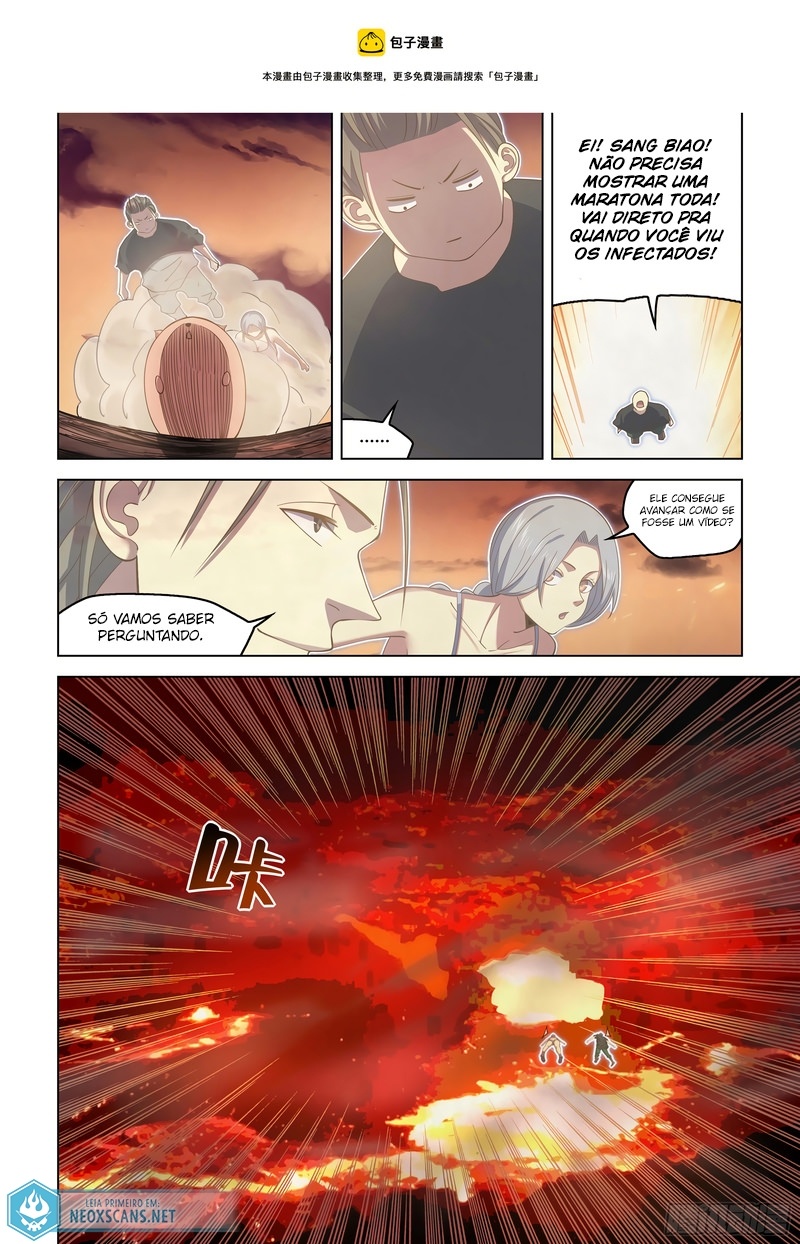 包子漫畫
本漫畫由包子漫畫收集整理，更多免費漫画請搜索「包子漫畫」
EI! SANG BIAO!
NÃO PRECISA
MOSTRAR UMA
MARATONA TODA!
VAI DIRETO PRA
QUANDO VOCÊ VIU
OS INFECTADOS!
......
ELE CONSEGUE
AVANÇAR COMO SE
FOSSE UM VÍDEO?
SÓ VAMOS SABER
PERGUNTANDO.
咔
LEIA PRIMEIRO EM:
NEOXSCANS.NET